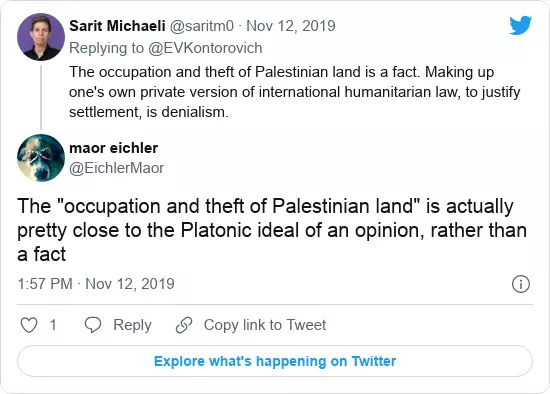 Sarit Michaeli @saritm0 · Nov 12, 2019
Replying to @EVKontorovich
The occupation and theft of Palestinian land is a fact. Making up
one's own private version of international humanitarian law, to justify
settlement, is denialism.
maor eichler
@EichlerMaor
The "occupation and theft of Palestinian land" is actually
pretty close to the Platonic ideal of an opinion, rather than
a fact
1:57 PM · Nov 12, 2019
1 Reply Copy link to Tweet
Explore what's happening on Twitter